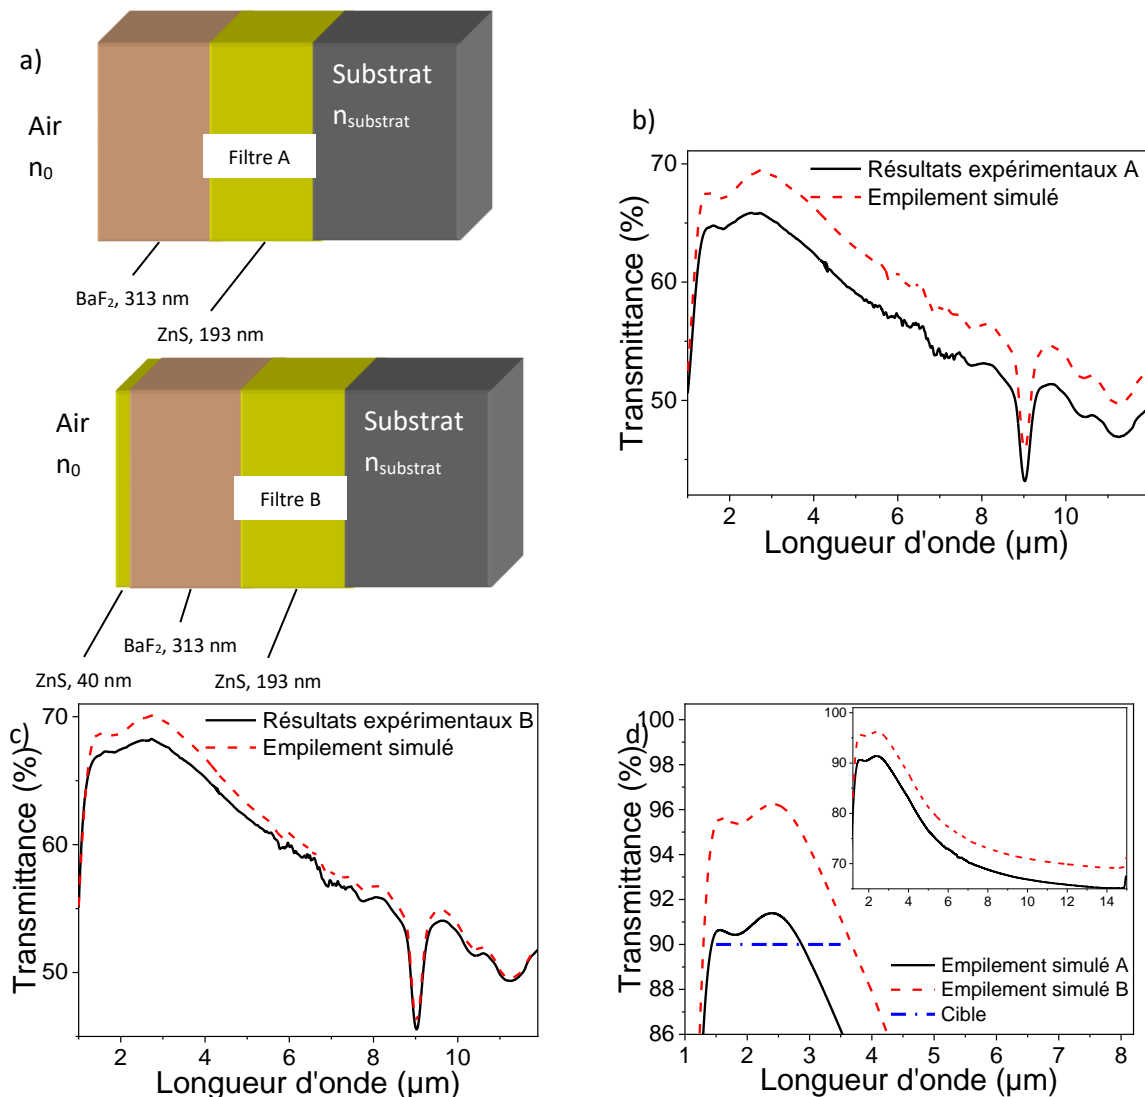 a)
Air
n0
Substrat
nsubstrat
Filtre A
BaF2, 313 nm
ZnS, 193 nm
Air
n0
Substrat
nsubstrat
Filtre B
BaF2, 313 nm
ZnS, 40 nm
ZnS, 193 nm
b)
Transmittance (%)
70
60
50
Résultats expérimentaux A
Empilement simulé
2 4 6 8 10
Longueur d'onde (µm)
c)
Transmittance (%)
70
60
50
Résultats expérimentaux B
Empilement simulé
2 4 6 8 10
Longueur d'onde (µm)
d)
Transmittance (%)
100
98
96
94
92
90
88
86
100
90
80
70
2 4 6 8 10 12 14
Empilement simulé A
Empilement simulé B
Cible
1 2 3 4 5 6 7 8
Longueur d'onde (µm)